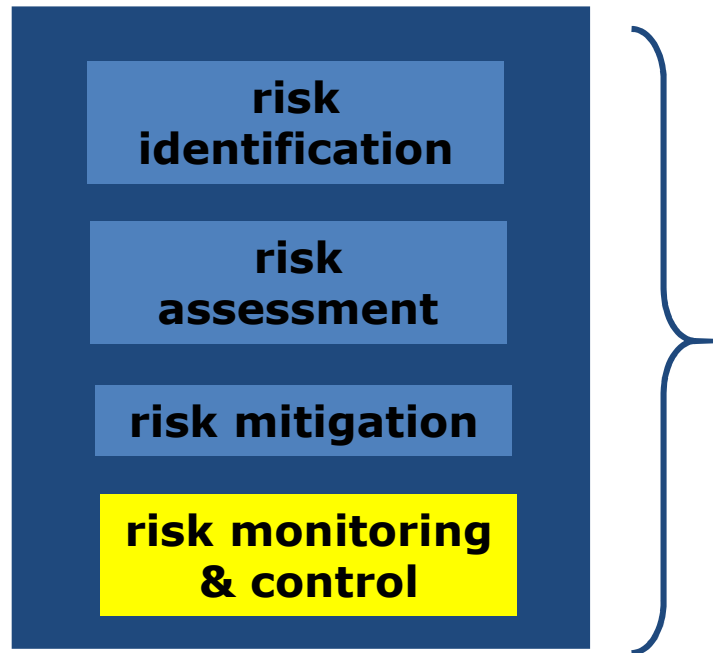 risk
identification
risk
assessment
risk mitigation
risk monitoring
& control